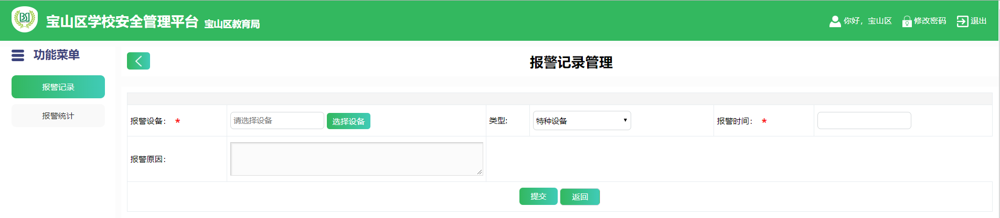 宝山区学校安全管理平台 宝山区教育局
你好，宝山区 修改密码 退出
功能菜单
报警记录管理
报警记录
报警统计
报警设备： * 请选择设备 选择设备 类型: 特种设备 报警时间： *
报警原因：
提交 返回